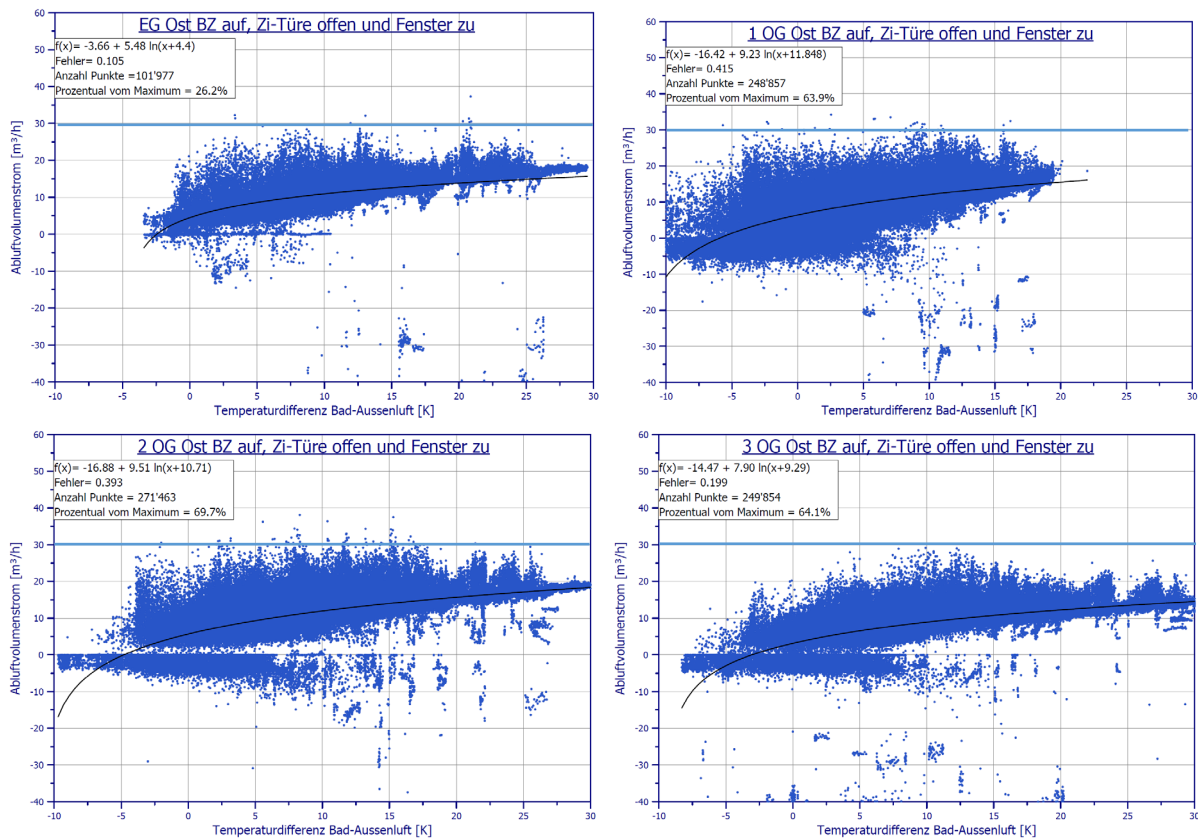 EG Ost BZ auf, Zi-Türe offen und Fenster zu
f(x)= -3.66 + 5.48 ln(x+4.4)
Fehler= 0.105
Anzahl Punkte =101'977
Prozentual vom Maximum = 26.2%
Abluftvolumenstrom [m³/h]
60
50
40
30
20
10
0
-10
-20
-30
-40
-10
-5
0
5
10
15
20
25
30
Temperaturdifferenz Bad-Aussenluft [K]
1 OG Ost BZ auf, Zi-Türe offen und Fenster zu
f(x)= -16.42 + 9.23 ln(x+11.848)
Fehler= 0.415
Anzahl Punkte = 248'857
Prozentual vom Maximum = 63.9%
Abluftvolumenstrom [m³/h]
60
50
40
30
20
10
0
-10
-20
-30
-40
-10
-5
0
5
10
15
20
25
30
Temperaturdifferenz Bad-Aussenluft [K]
2 OG Ost BZ auf, Zi-Türe offen und Fenster zu
f(x)= -16.88 + 9.51 ln(x+10.71)
Fehler= 0.393
Anzahl Punkte = 271'463
Prozentual vom Maximum = 69.7%
Abluftvolumenstrom [m³/h]
60
50
40
30
20
10
0
-10
-20
-30
-40
-10
-5
0
5
10
15
20
25
30
Temperaturdifferenz Bad-Aussenluft [K]
3 OG Ost BZ auf, Zi-Türe offen und Fenster zu
f(x)= -14.47 + 7.90 ln(x+9.29)
Fehler= 0.199
Anzahl Punkte = 249'854
Prozentual vom Maximum = 64.1%
Abluftvolumenstrom [m³/h]
60
50
40
30
20
10
0
-10
-20
-30
-40
-10
-5
0
5
10
15
20
25
30
Temperaturdifferenz Bad-Aussenluft [K]